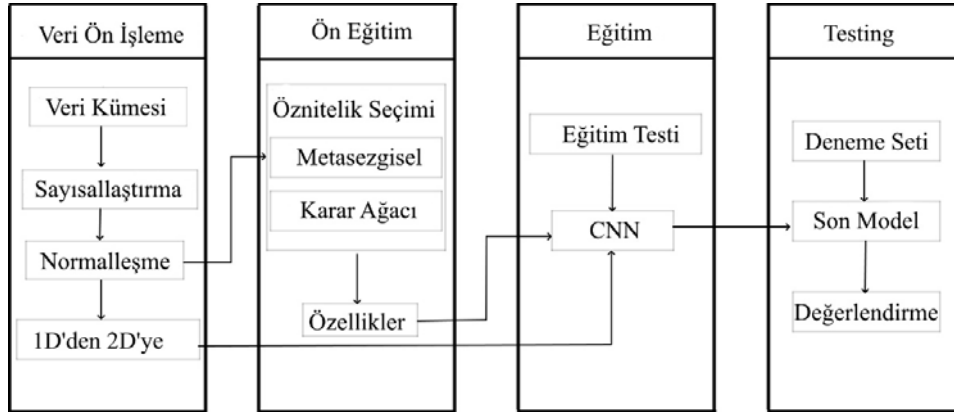 Veri Ön İşleme
Veri Kümesi
Sayısallaştırma
Normalleşme
1D'den 2D'ye
Ön Eğitim
Öznitelik Seçimi
Metasezgisel
Karar Ağacı
Özellikler
Eğitim
Eğitim Testi
CNN
Testing
Deneme Seti
Son Model
Değerlendirme